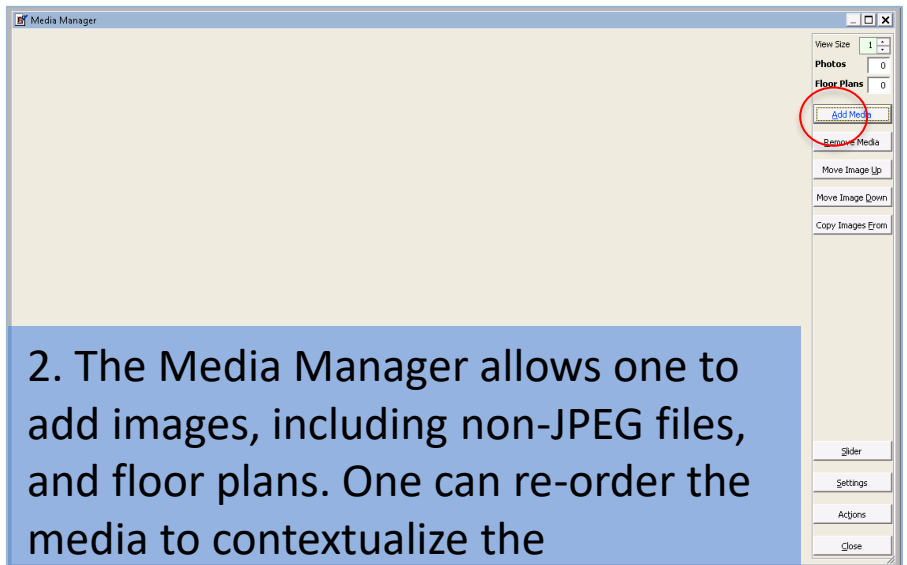 Media Manager
View Size 1
Photos 0
Floor Plans 0
Add Media
Remove Media
Move Image Up
Move Image Down
Copy Images From
2. The Media Manager allows one to
add images, including non-JPEG files,
and floor plans. One can re-order the
media to contextualize the
Slider
Settings
Actions
Close